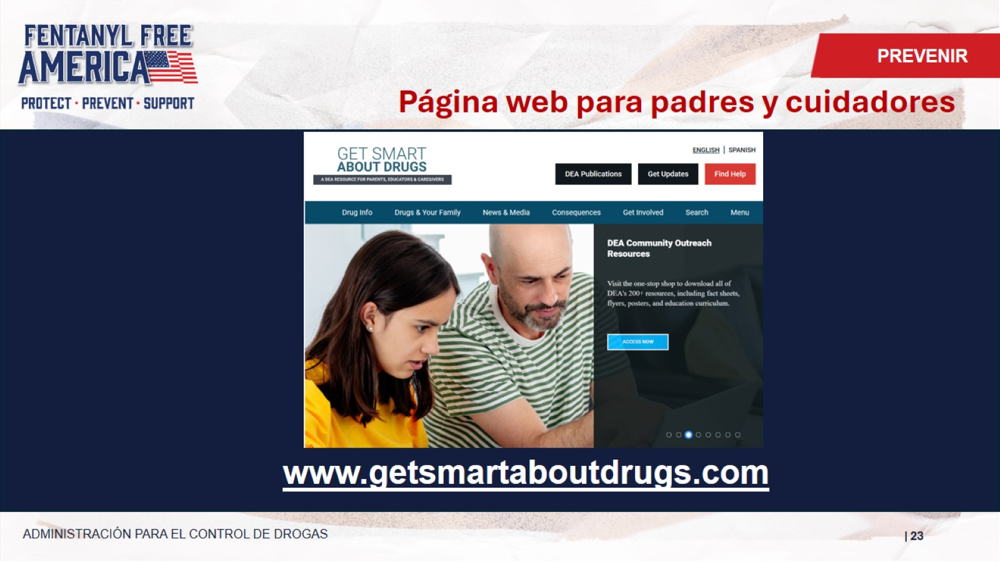 FENTANYL FREE
AMERICA
PROTECT · PREVENT · SUPPORT
PREVENIR
Página web para padres y cuidadores
GET SMART
ABOUT DRUGS
A DEA RESOURCE FOR PARENTS, EDUCATORS & CAREGIVERS
ENGLISH | SPANISH
DEA Publications Get Updates Find Help
Drug Info Drugs & Your Family News & Media Consequences Get Involved Search Menu
DEA Community Outreach
Resources
Visit the one-stop shop to download all of
DEA's 200+ resources, including fact sheets,
flyers, posters, and education curriculum.
ACCESS NOW
www.getsmartaboutdrugs.com
ADMINISTRACIÓN PARA EL CONTROL DE DROGAS
| 23